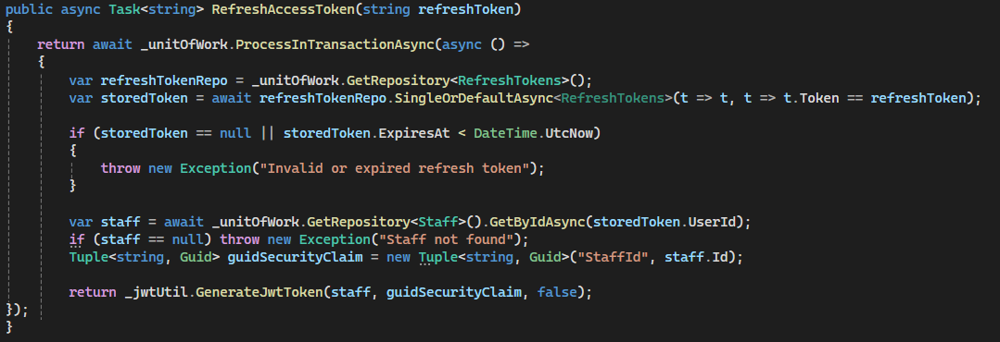 public async Task<string> RefreshAccessToken(string refreshToken)
{
    return await _unitOfWork.ProcessInTransactionAsync(async () =>
    {
        var refreshTokenRepo = _unitOfWork.GetRepository<RefreshTokens>();
        var storedToken = await refreshTokenRepo.SingleOrDefaultAsync<RefreshTokens>(t => t, t => t.Token == refreshToken);

        if (storedToken == null || storedToken.ExpiresAt < DateTime.UtcNow)
        {
            throw new Exception("Invalid or expired refresh token");
        }

        var staff = await _unitOfWork.GetRepository<Staff>().GetByIdAsync(storedToken.UserId);
        if (staff == null) throw new Exception("Staff not found");
        Tuple<string, Guid> guidSecurityClaim = new Tuple<string, Guid>("StaffId", staff.Id);

        return _jwtUtil.GenerateJwtToken(staff, guidSecurityClaim, false);
});
}